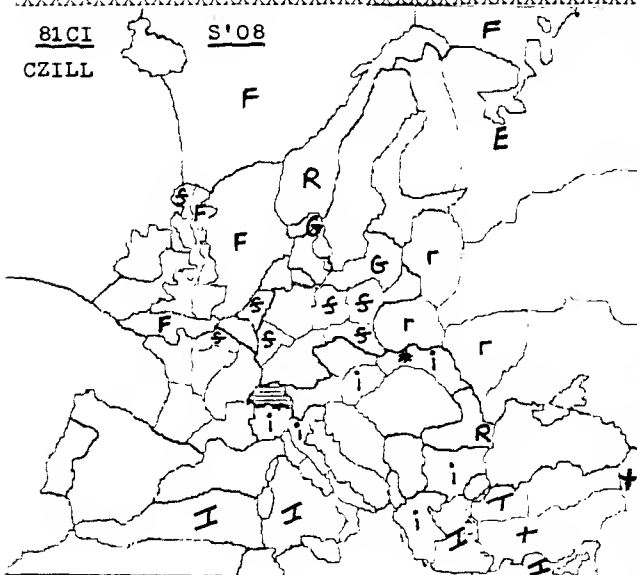 81CI S'08 F
CZILL
F
E
R
f F G
F r
G
f f f r
F f f f
* i r
i
i i R
i +
T
I I i +
I I